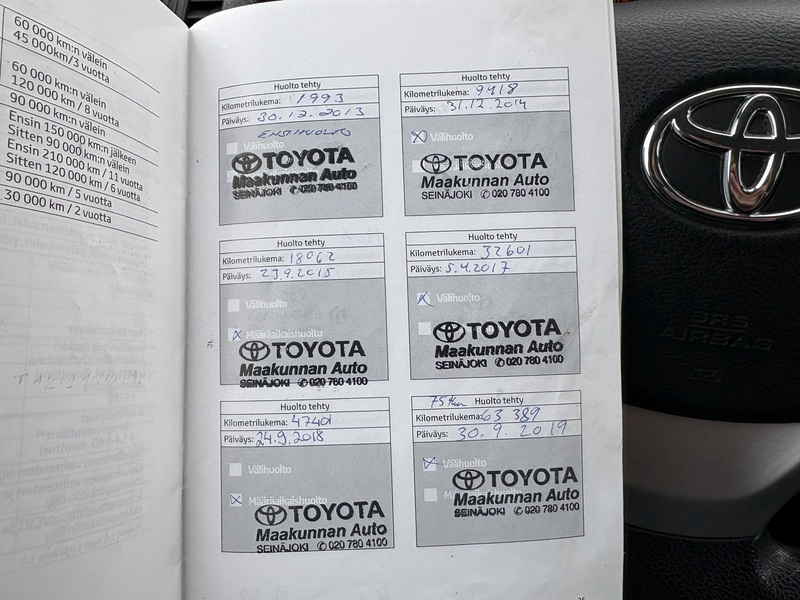 60 000 km:n välein
45 000km/3 vuotta
60 000 km:n välein
120 000 km / 8 vuotta
90 000 km:n välein
Ensin 150 000 km jälkeen
Sitten 90 000 km:n välein
Ensin 210 000 km / 11 vuotta
Sitten 120 000 km / 6 vuotta
90 000 km / 5 vuotta
30 000 km / 2 vuotta
Huolto tehty
Kilometrilukema: 1993
Päiväys: 30.12.2013
ENSIHUOLTO
Välihuolto
TOYOTA
Maakunnan Auto
SEINÄJOKI 020 780 4100
Huolto tehty
Kilometrilukema: 9418
Päiväys: 31.12.2014
Välihuolto
TOYOTA
Maakunnan Auto
SEINÄJOKI 020 780 4100
Huolto tehty
Kilometrilukema: 18062
Päiväys: 23.9.2015
Välihuolto
x Määräaikaishuolto
TOYOTA
Maakunnan Auto
SEINÄJOKI 020 780 4100
Huolto tehty
Kilometrilukema: 32601
Päiväys: 5.4.2017
x Välihuolto
TOYOTA
Maakunnan Auto
SEINÄJOKI 020 780 4100
Huolto tehty
Kilometrilukema: 47401
Päiväys: 24.9.2018
Välihuolto
x Määräaikaishuolto
TOYOTA
Maakunnan Auto
SEINÄJOKI 020 780 4100
75tkm Huolto tehty
Kilometrilukema: 63 389
Päiväys: 30.9.2019
Välihuolto
TOYOTA
Maakunnan Auto
SEINÄJOKI 020 780 4100
SRS
AIRBAG